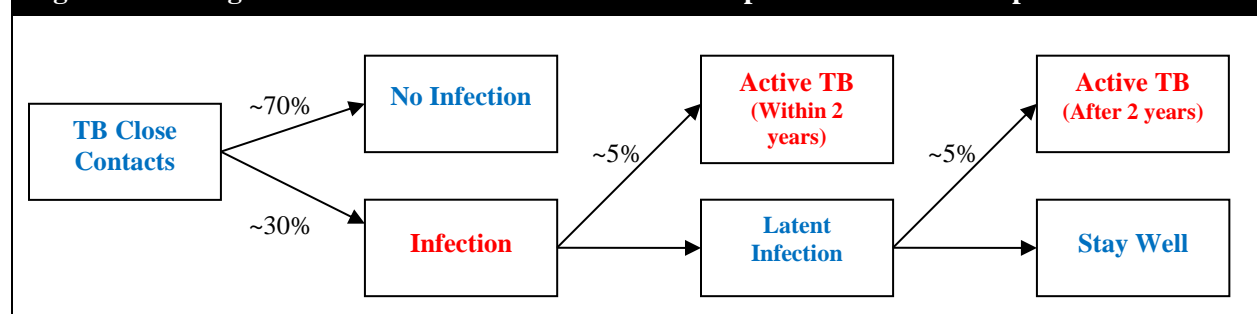 ~70%
No Infection
TB Close
Contacts
~30%
Infection
~5%
Active TB
(Within 2
years)
Latent
Infection
~5%
Active TB
(After 2 years)
Stay Well